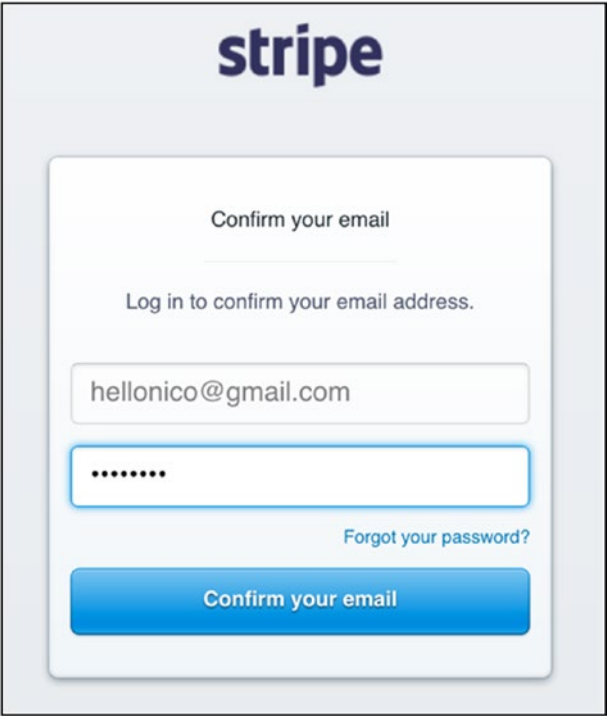 stripe
Confirm your email
Log in to confirm your email address.
hellonico@gmail.com
••••••••
Forgot your password?
Confirm your email